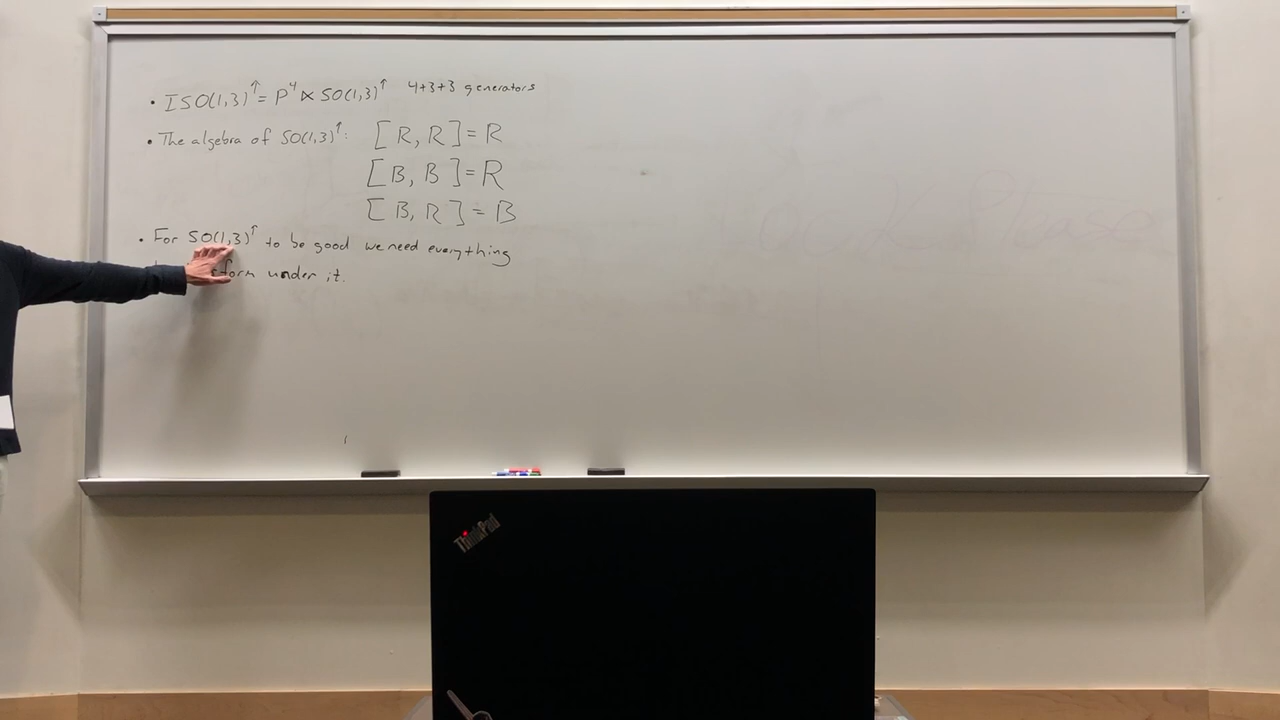 • ISO(1,3)↑ = P⁴ ⋉ SO(1,3)↑ 4+3+3 generators
• The algebra of SO(1,3)↑: [R, R] = R
[B, B] = R
[B, R] = B
• For SO(1,3)↑ to be good we need everything
form under it.
ThinkPad